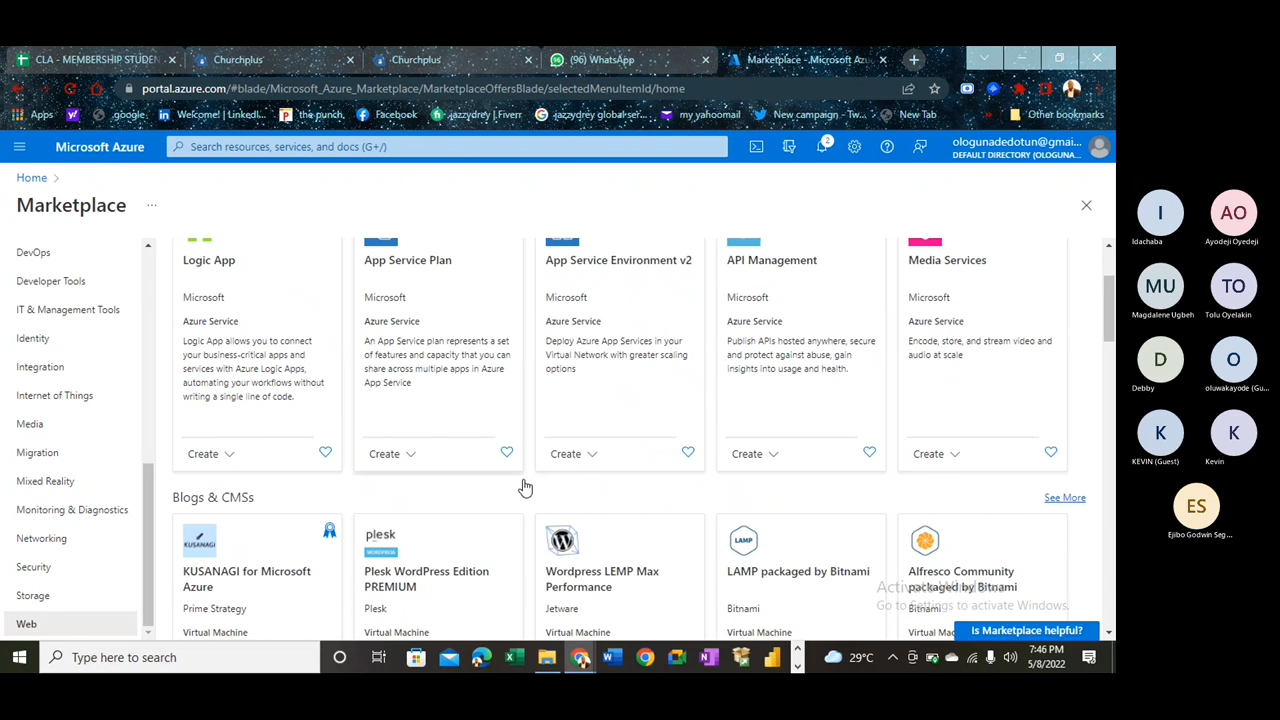 CLA - MEMBERSHIP STUDEN
Churchplus
Churchplus
(96) WhatsApp
Marketplace - Microsoft Azu
portal.azure.com/#blade/Microsoft_Azure_Marketplace/MarketplaceOffersBlade/selectedMenuItemId/home
Apps
.google
Welcome! | LinkedI...
the punch,
Facebook
jazzydrey | Fiverr
-jazzydrey global-ser...
my yahoomail
New campaign - Tw...
New Tab
Other bookmarks
Microsoft Azure
Search resources, services, and docs (G+/)
2
ologunadedotun@gmai...
DEFAULT DIRECTORY (OLOGUNA...
Home
Marketplace
...
DevOps
Developer Tools
IT & Management Tools
Identity
Integration
Internet of Things
Media
Migration
Mixed Reality
Monitoring & Diagnostics
Networking
Security
Storage
Web
Logic App
Microsoft
Azure Service
Logic App allows you to connect
your business-critical apps and
services with Azure Logic Apps,
automating your workflows without
writing a single line of code.
Create
App Service Plan
Microsoft
Azure Service
An App Service plan represents a set
of features and capacity that you can
share across multiple apps in Azure
App Service
Create
App Service Environment v2
Microsoft
Azure Service
Deploy Azure App Services in your
Virtual Network with greater scaling
options
Create
API Management
Microsoft
Azure Service
Publish APIs hosted anywhere, secure
and protect against abuse, gain
insights into usage and health.
Create
Media Services
Microsoft
Azure Service
Encode, store, and stream video and
audio at scale
Create
Blogs & CMSs
See More
KUSANAGI
KUSANAGI for Microsoft
Azure
Prime Strategy
Virtual Machine
plesk
WORDPRESS
Plesk WordPress Edition
PREMIUM
Plesk
Virtual Machine
Wordpress LEMP Max
Performance
Jetware
Virtual Machine
LAMP
LAMP packaged by Bitnami
Bitnami
Virtual Machine
Alfresco Community
packaged by Bitnami
Bitnami
Virtual Ma
Activate Windows
Go to Settings to activate Windows.
Is Marketplace helpful?
Type here to search
29°C
7:46 PM
5/8/2022
I
Idachaba
AO
Ayodeji Oyedeji
MU
Magdalene Ugbeh
TO
Tolu Oyelakin
D
Debby
O
oluwakayode (Gu...
K
KEVIN (Guest)
K
Kevin
ES
Ejibo Godwin Seg...